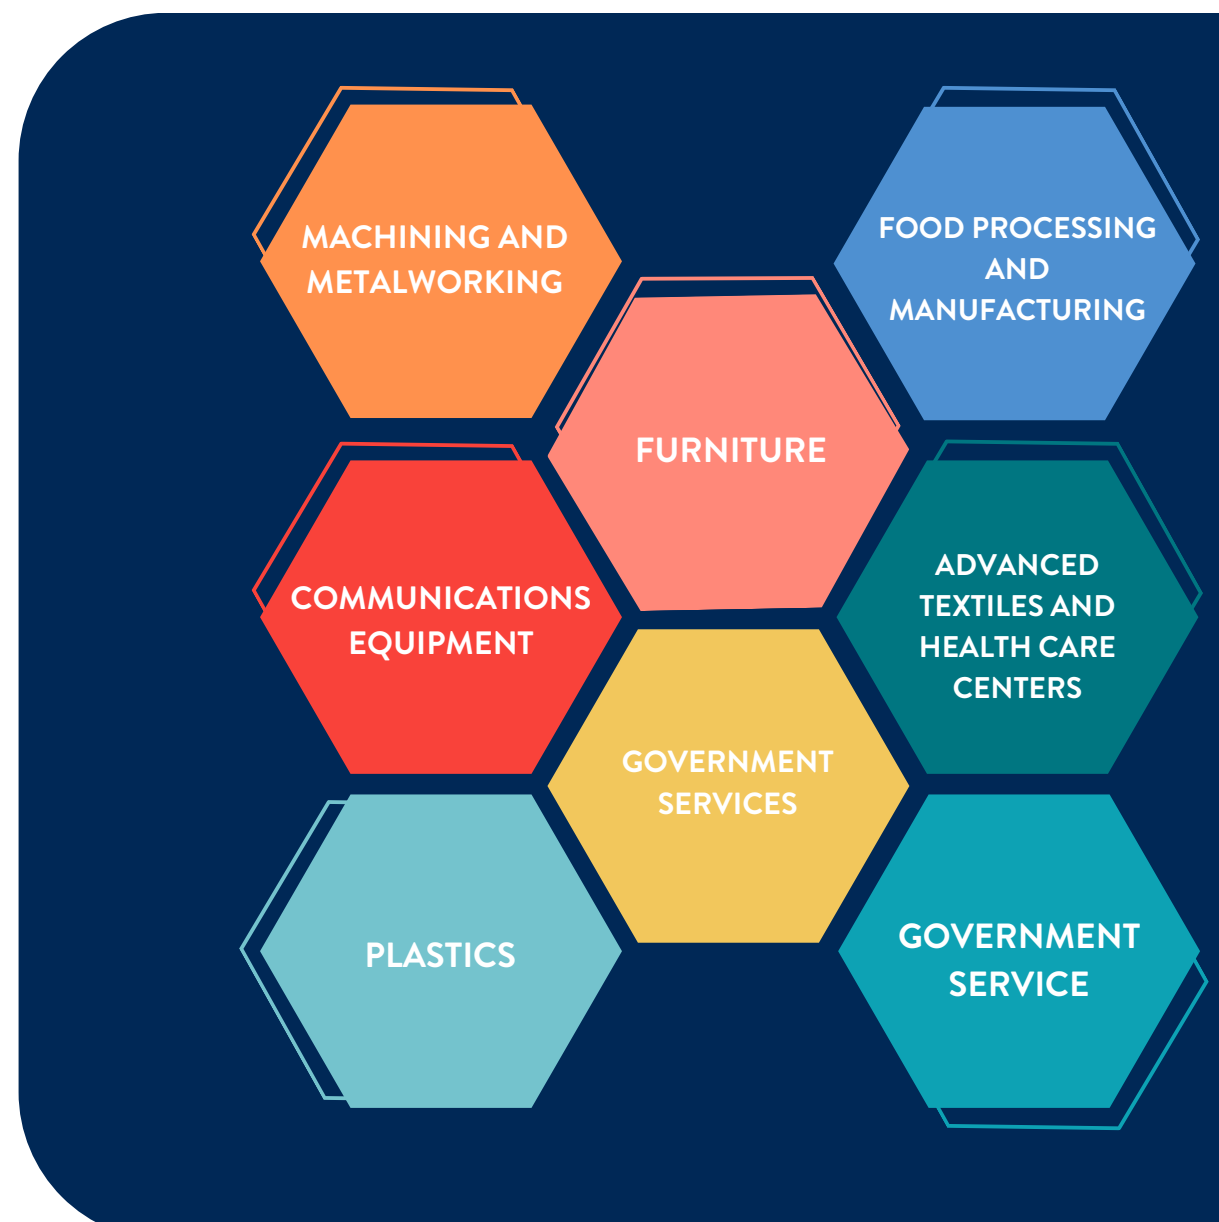 MACHINING AND
METALWORKING
FOOD PROCESSING
AND
MANUFACTURING
FURNITURE
COMMUNICATIONS
EQUIPMENT
ADVANCED
TEXTILES AND
HEALTH CARE
CENTERS
GOVERNMENT
SERVICES
PLASTICS
GOVERNMENT
SERVICE